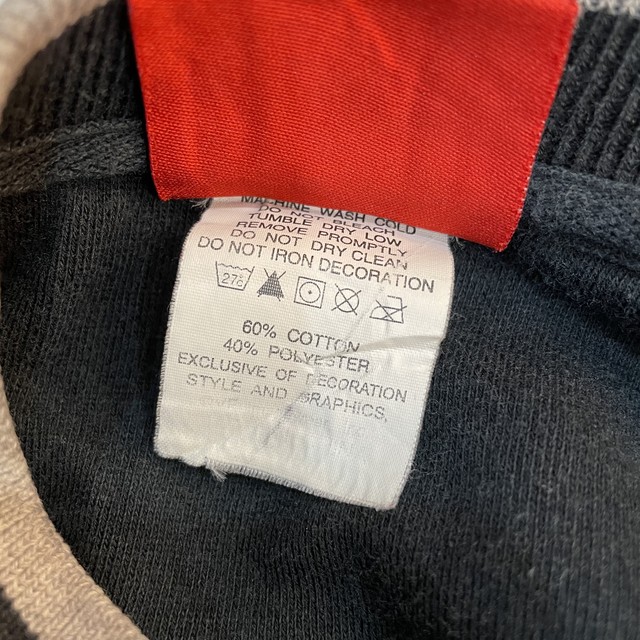 MACHINE WASH COLD
DO NOT BLEACH
TUMBLE DRY LOW
REMOVE PROMPTLY
DO NOT DRY CLEAN
DO NOT IRON DECORATION
27c
60% COTTON
40% POLYESTER
EXCLUSIVE OF DECORATION
STYLE AND GRAPHICS,